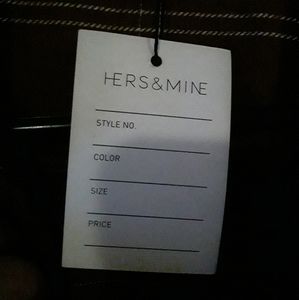 HERS&MINE
STYLE NO.
COLOR
SIZE
PRICE